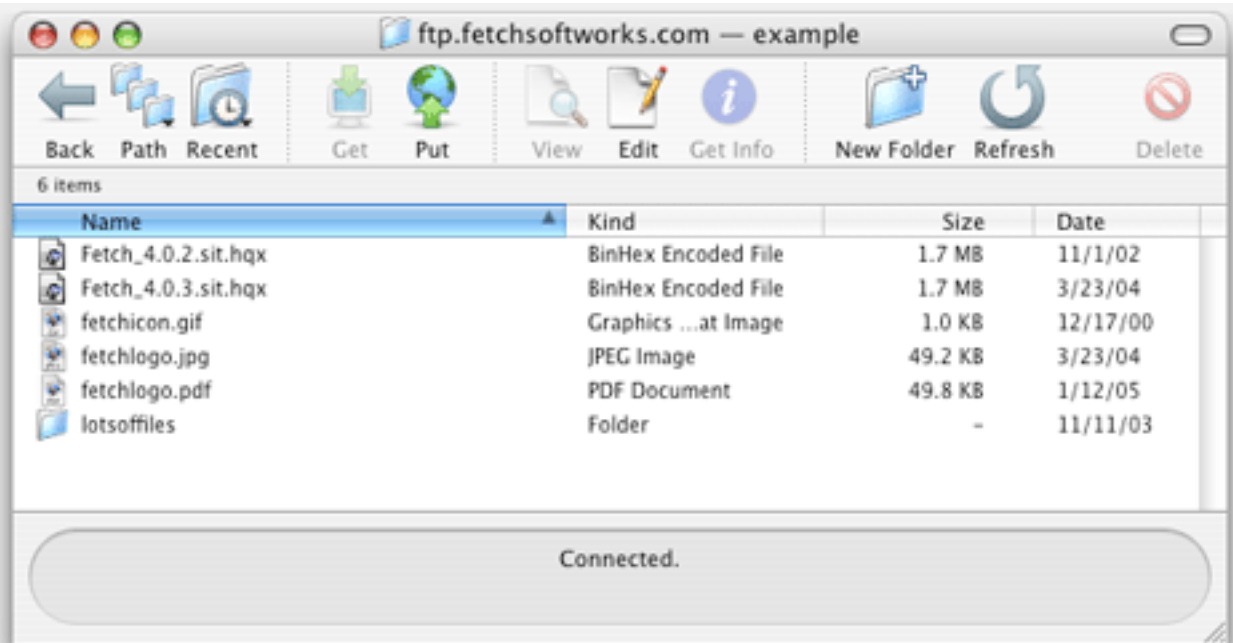 ftp.fetchsoftworks.com — example
Back Path Recent Get Put View Edit Get Info New Folder Refresh Delete
6 items
Name Kind Size Date
Fetch_4.0.2.sit.hqx BinHex Encoded File 1.7 MB 11/1/02
Fetch_4.0.3.sit.hqx BinHex Encoded File 1.7 MB 3/23/04
fetchicon.gif Graphics ...at Image 1.0 KB 12/17/00
fetchlogo.jpg JPEG Image 49.2 KB 3/23/04
fetchlogo.pdf PDF Document 49.8 KB 1/12/05
lotsoffiles Folder – 11/11/03
Connected.